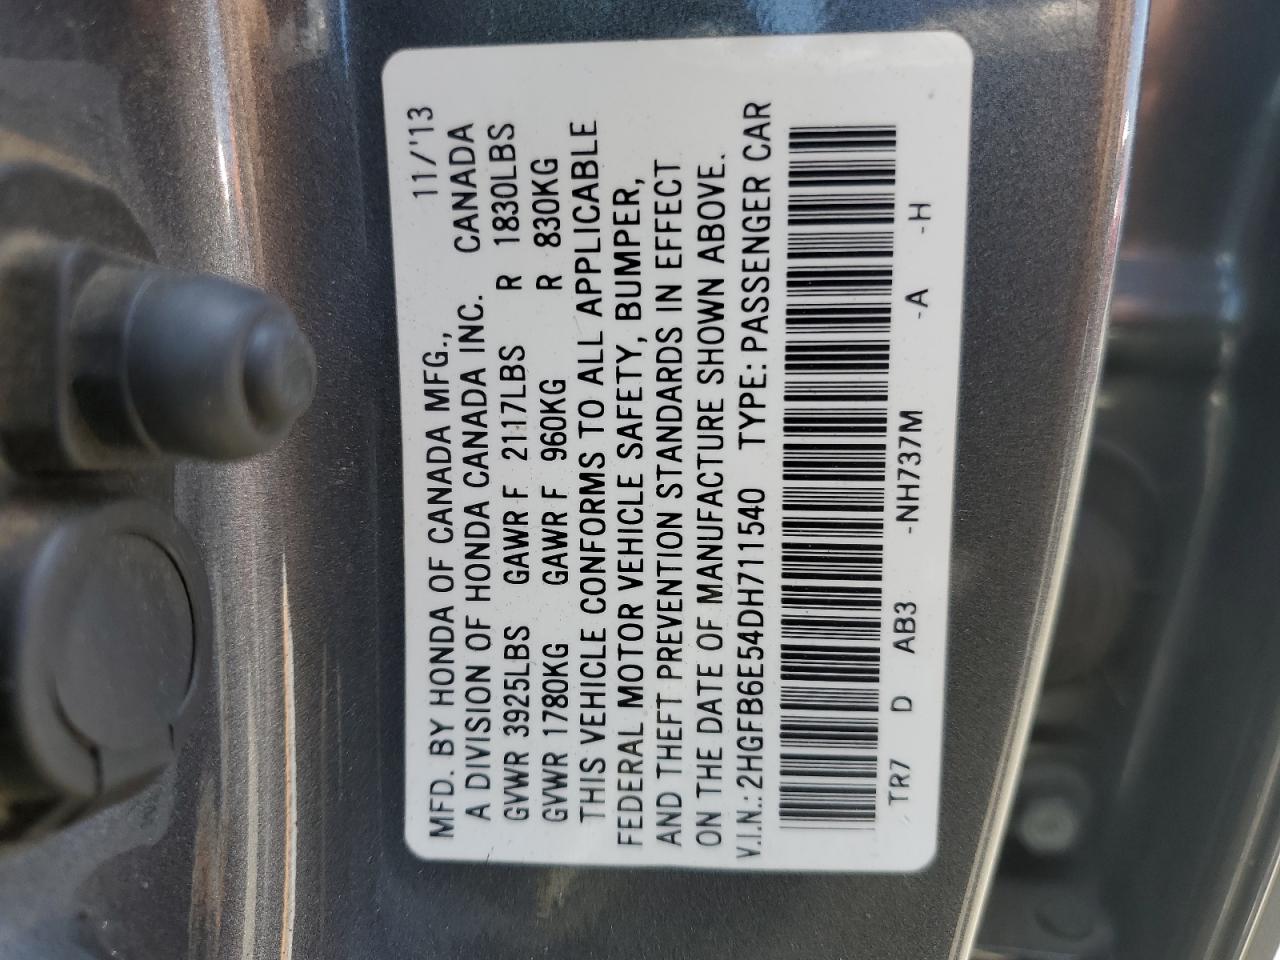 11/'13
MFD. BY HONDA OF CANADA MFG.,
A DIVISION OF HONDA CANADA INC. CANADA
GVWR 3925LBS GAWR F 2117LBS R 1830LBS
GVWR 1780KG GAWR F 960KG R 830KG
THIS VEHICLE CONFORMS TO ALL APPLICABLE
FEDERAL MOTOR VEHICLE SAFETY, BUMPER,
AND THEFT PREVENTION STANDARDS IN EFFECT
ON THE DATE OF MANUFACTURE SHOWN ABOVE.
V.I.N.: 2HGFB6E54DH711540 TYPE: PASSENGER CAR
TR7 D AB3 -NH737M -A -H